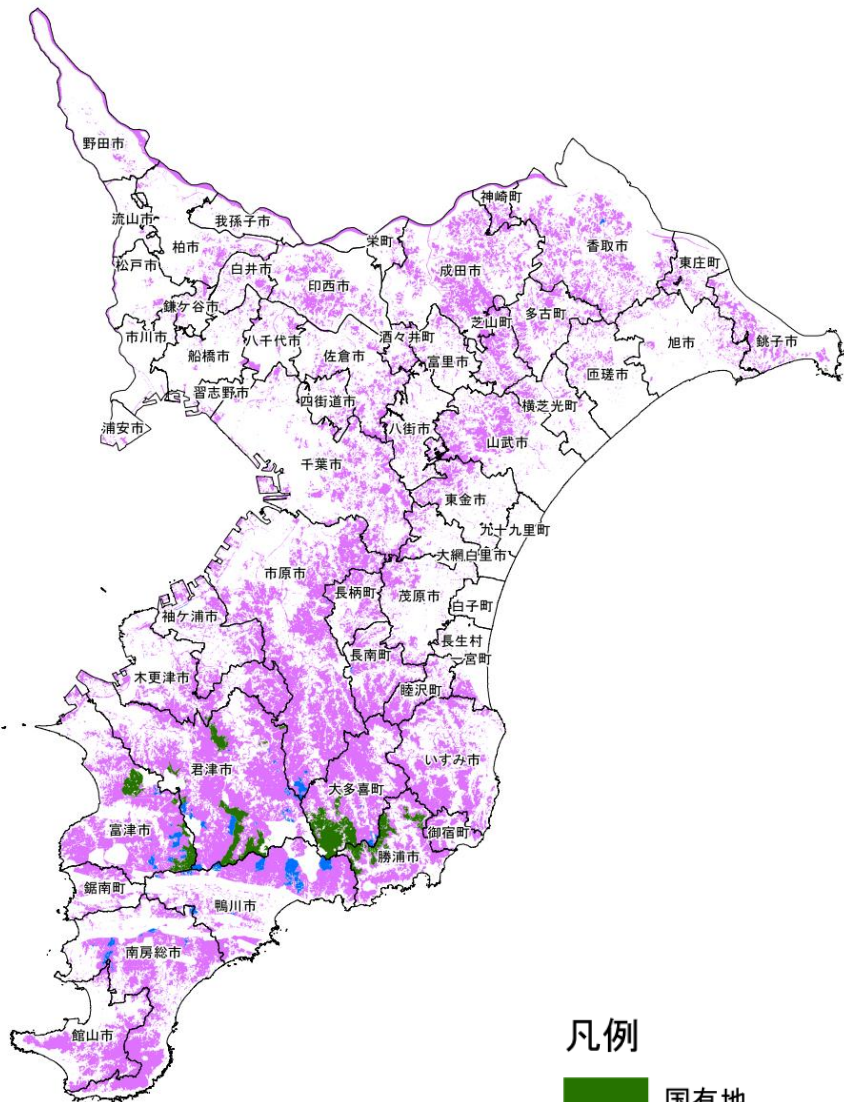 野田市
流山市
我孫子市
柏市
松戸市
白井市
印西市
栄町
神崎町
成田市
香取市
東庄町
鎌ケ谷市
市川市
船橋市
八千代市
佐倉市
酒々井町
富里市
芝山町
多古町
匝瑳市
旭市
銚子市
浦安市
習志野市
四街道市
八街市
横芝光町
山武市
千葉市
東金市
九十九里町
大網白里市
市原市
長柄町
茂原市
白子町
袖ケ浦市
長南町
長生村
一宮町
木更津市
睦沢町
君津市
いすみ市
大多喜町
富津市
勝浦市
御宿町
鋸南町
鴨川市
南房総市
館山市
凡例
国有地